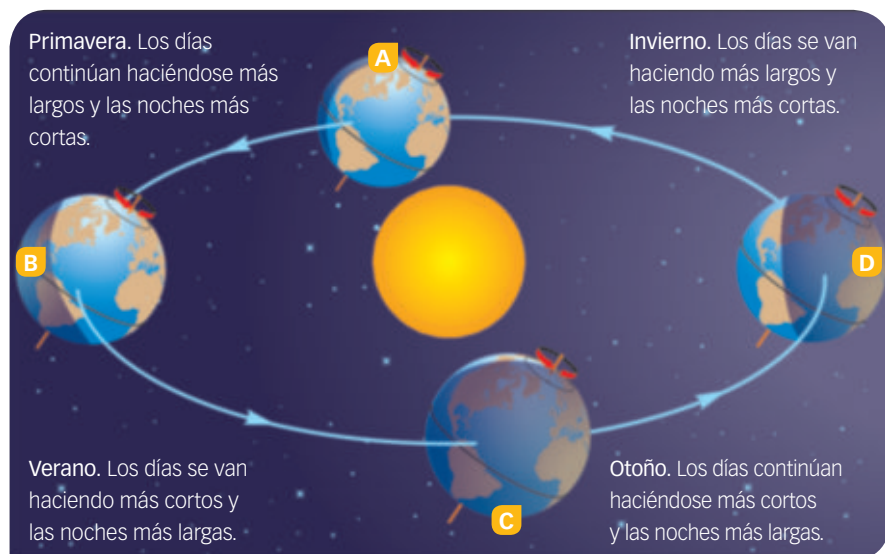 Primavera. Los días
continúan haciéndose más
largos y las noches más
cortas.
A
Invierno. Los días se van
haciendo más largos y
las noches más cortas.
B
D
Verano. Los días se van
haciendo más cortos y
las noches más largas.
C
Otoño. Los días continúan
haciéndose más cortos
y las noches más largas.